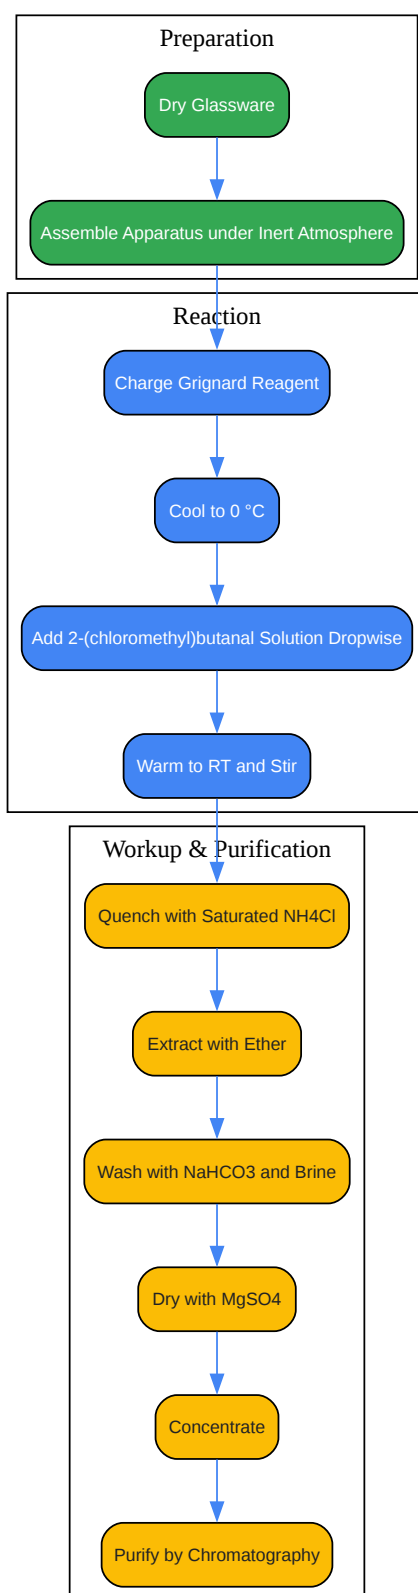 Preparation
Dry Glassware
Assemble Apparatus under Inert Atmosphere
Reaction
Charge Grignard Reagent
Cool to 0 °C
Add 2-(chloromethyl)butanal Solution Dropwise
Warm to RT and Stir
Workup & Purification
Quench with Saturated NH4Cl
Extract with Ether
Wash with NaHCO3 and Brine
Dry with MgSO4
Concentrate
Purify by Chromatography